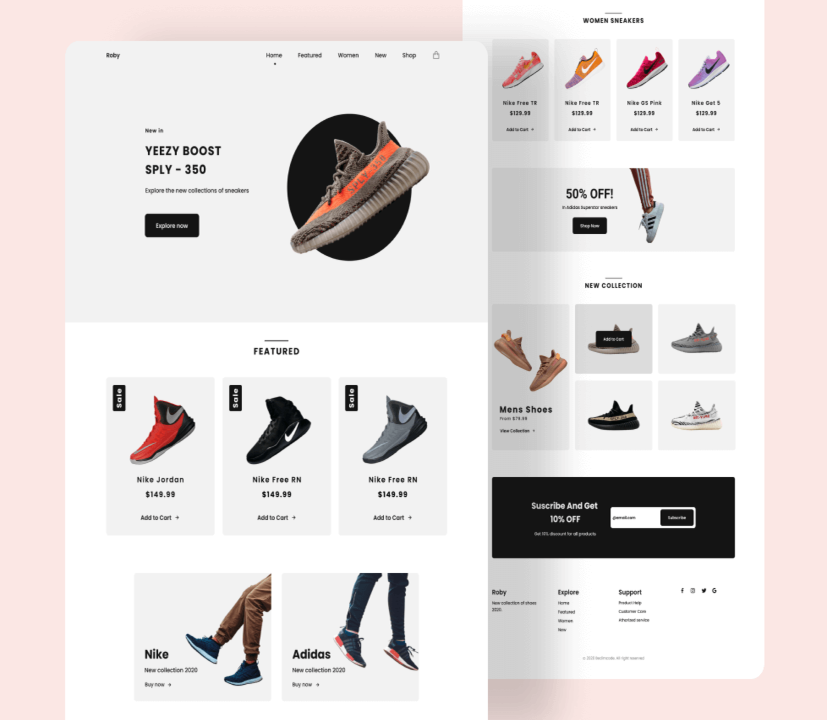 Roby
Home Featured Women New Shop
New in
YEEZY BOOST
SPLY - 350
Explore the new collections of sneakers
Explore now
SPLY-350
FEATURED
Sale
Nike Jordan
$149.99
Add to Cart →
Sale
Nike Free RN
$149.99
Add to Cart →
Sale
Nike Free RN
$149.99
Add to Cart →
Nike
New collection 2020
Buy now →
Adidas
New collection 2020
Buy now →
WOMEN SNEAKERS
Nike Free TR
$129.99
Add to Cart →
Nike Free TR
$129.99
Add to Cart →
Nike GS Pink
$129.99
Add to Cart →
Nike Get 5
$129.99
Add to Cart →
50% OFF!
In Adidas Superstar sneakers
Shop Now
NEW COLLECTION
Mens Shoes
From $79.99
View Collection →
Add to Cart
Suscribe And Get
10% OFF
Get 10% discount for all products
@email.com
Subscribe
Roby
New collection of shoes
2020.
Explore
Home
Featured
Women
New
Support
Product Help
Customer Care